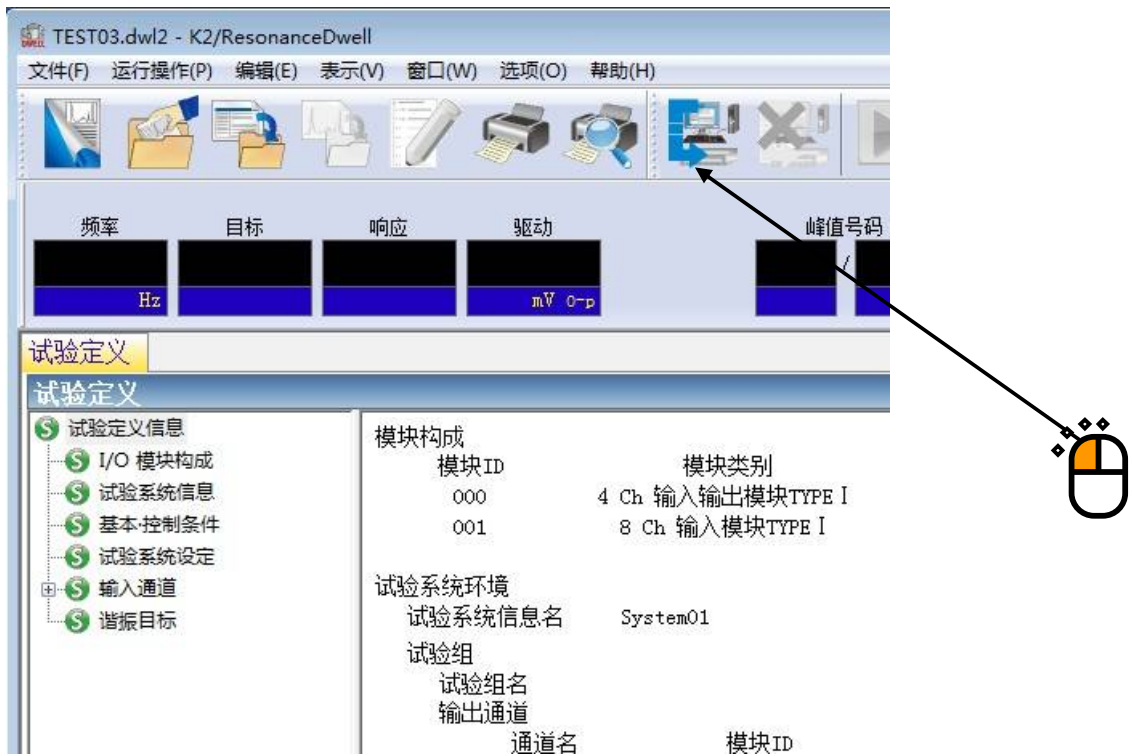 TEST03.dwl2 - K2/ResonanceDwell
文件(F) 运行操作(P) 编辑(E) 表示(V) 窗口(W) 选项(O) 帮助(H)
频率 目标 响应 驱动 峰值号码
/
Hz mV 0-p
试验定义
试验定义
试验定义信息
I/O 模块构成
试验系统信息
基本·控制条件
试验系统设定
输入通道
谐振目标
模块构成
模块ID 模块类别
000 4 Ch 输入输出模块TYPEⅠ
001 8 Ch 输入模块TYPEⅠ
试验系统环境
试验系统信息名 System01
试验组
试验组名
输出通道
通道名 模块ID